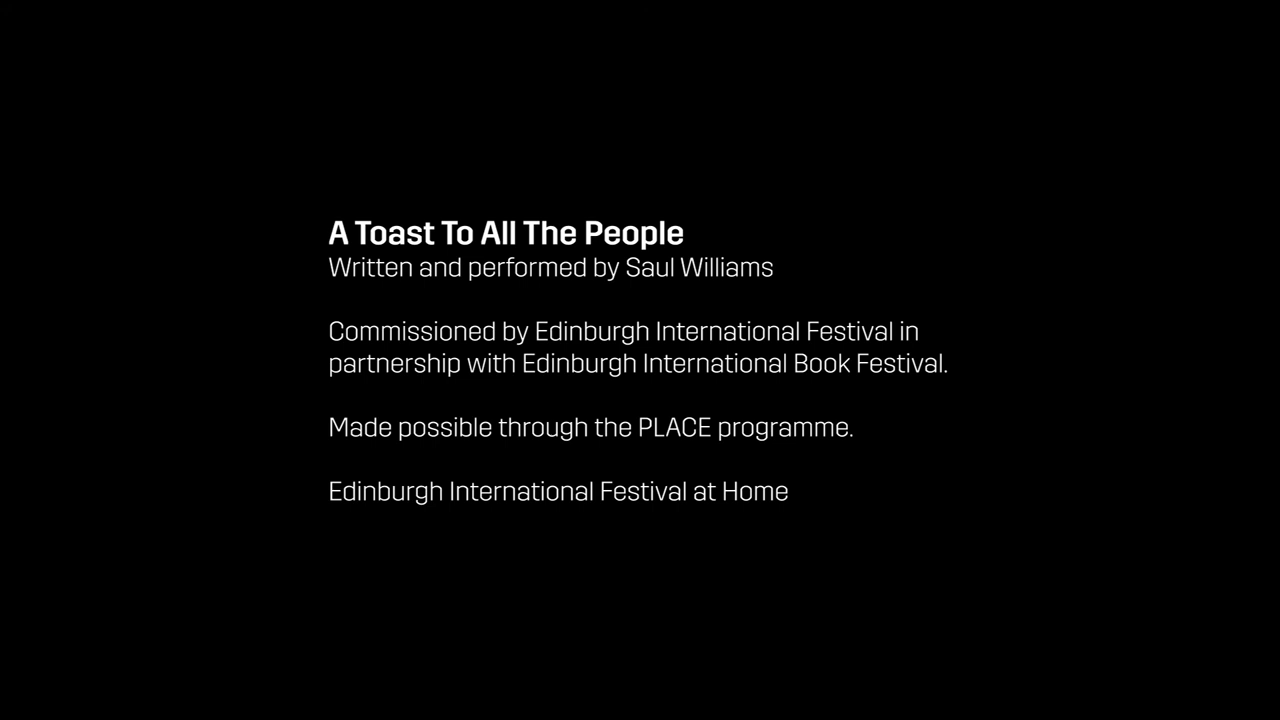 A Toast To All The People
Written and performed by Saul Williams
Commissioned by Edinburgh International Festival in
partnership with Edinburgh International Book Festival.
Made possible through the PLACE programme.
Edinburgh International Festival at Home